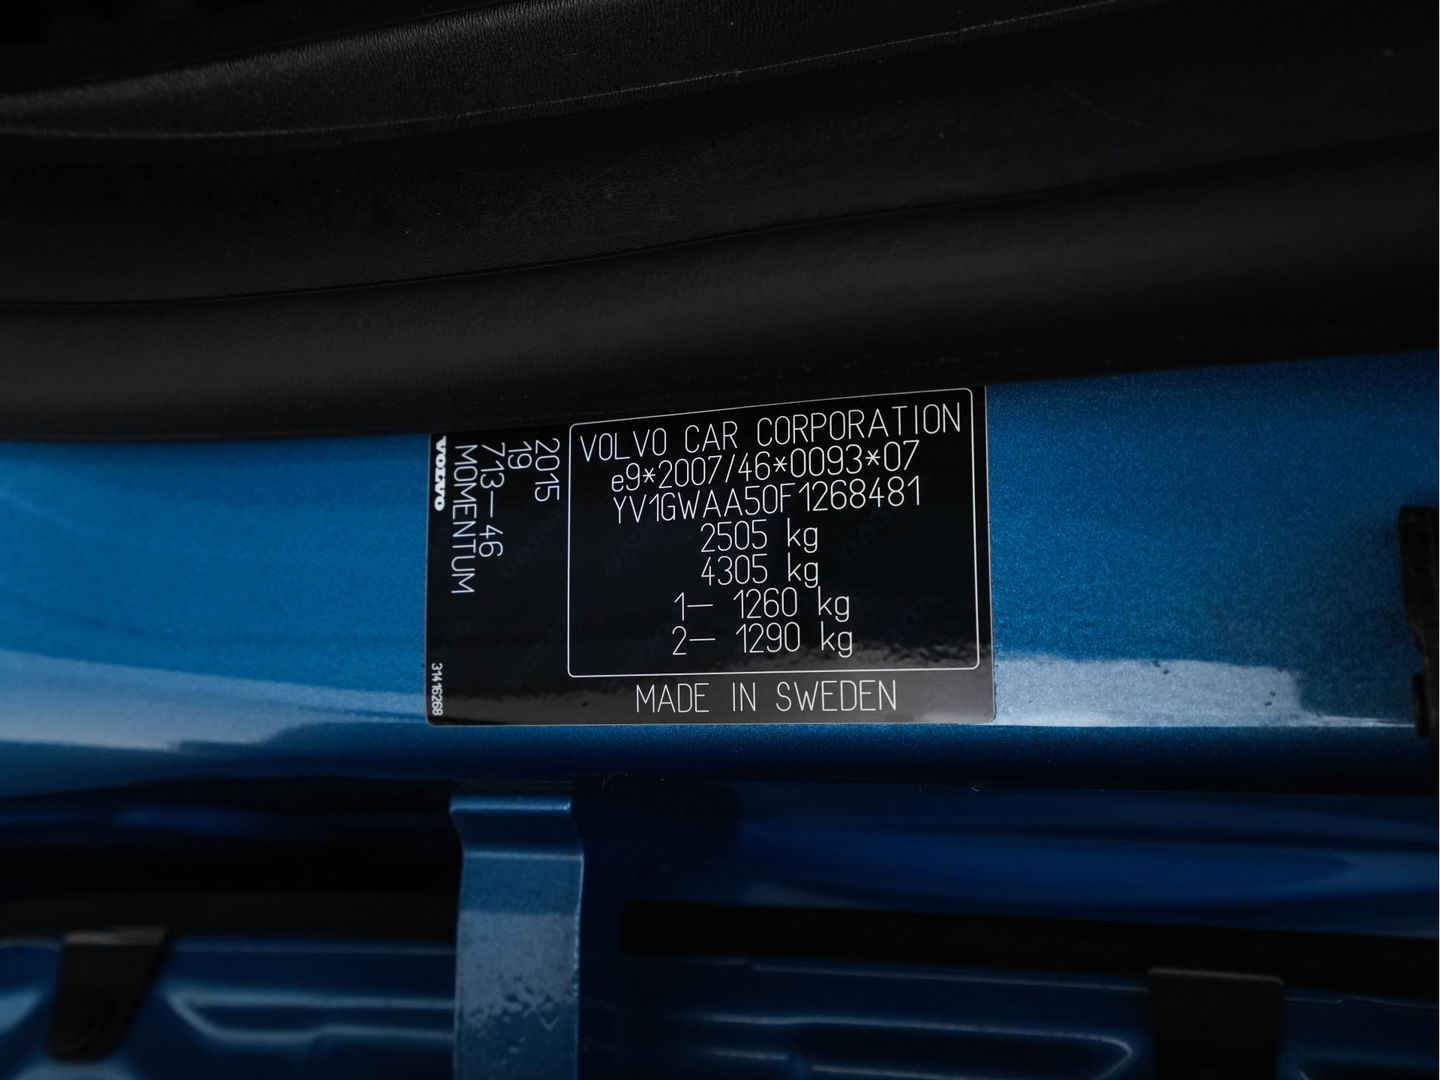 VOLVO CAR CORPORATION
e9*2007/46*0093*07
YV1GWAA50F1268481
2505 kg
4305 kg
1— 1260 kg
2— 1290 kg
MADE IN SWEDEN
2015
19
713—46
MOMENTUM
VOLVO
31416268